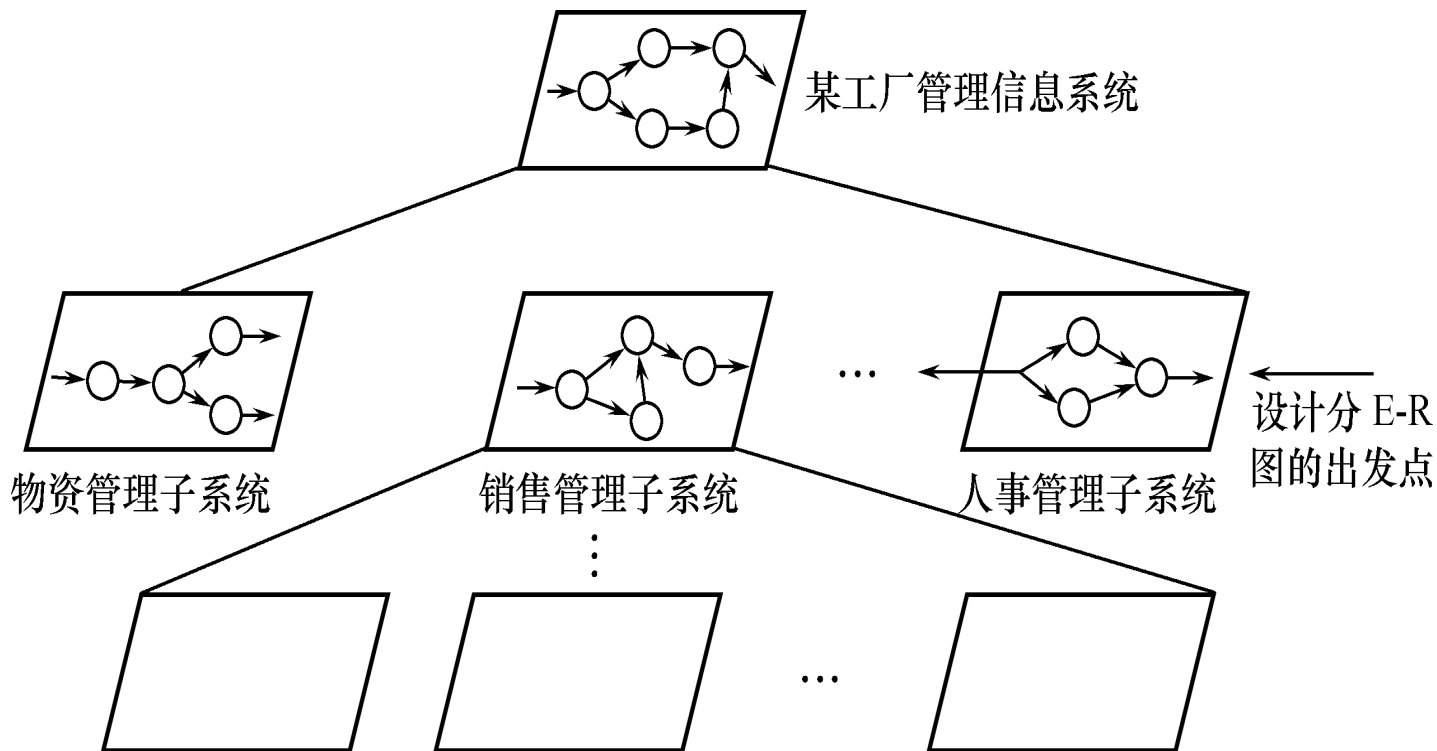 某工厂管理信息系统
...
设计分 E-R
图的出发点
物资管理子系统
销售管理子系统
人事管理子系统
⋮
...